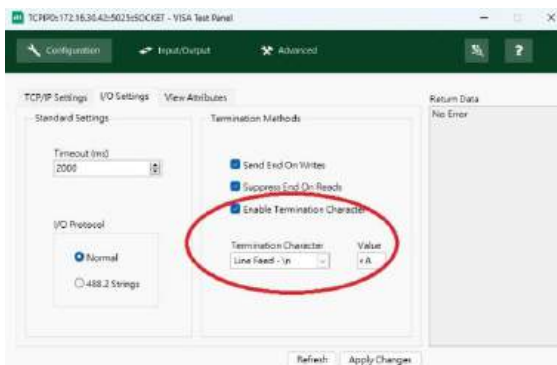 TCPIP0::172.16.30.42::5025::SOCKET - VISA Test Panel
Configuration
Input/Output
Advanced
TCP/IP Settings
I/O Settings
View Attributes
Return Data
Standard Settings
Termination Methods
No Error
Timeout (ms)
2000
Send End On Writes
Suppress End On Reads
Enable Termination Character
I/O Protocol
Termination Character
Value
Normal
Line Feed - \n
488.2 Strings
Refresh
Apply Changes